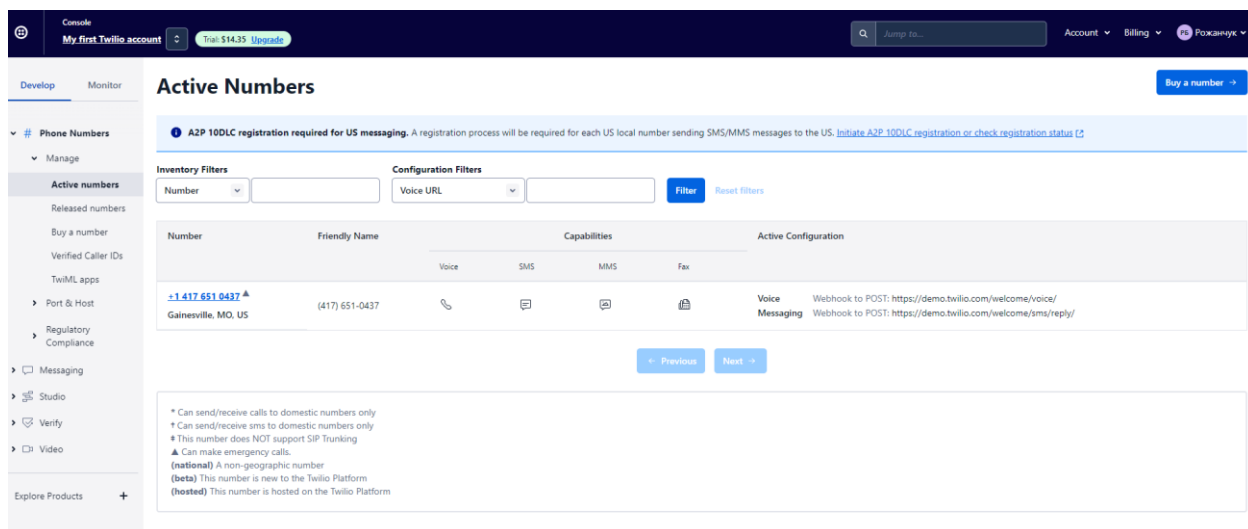 Console
My first Twilio account
Trial: $14.35 Upgrade
Jump to...
Account
Billing
РБ Рожанчук
Develop
Monitor
# Phone Numbers
Manage
Active numbers
Released numbers
Buy a number
Verified Caller IDs
TwiML apps
Port & Host
Regulatory
Compliance
Messaging
Studio
Verify
Video
Explore Products +
Active Numbers
Buy a number →
A2P 10DLC registration required for US messaging. A registration process will be required for each US local number sending SMS/MMS messages to the US. Initiate A2P 10DLC registration or check registration status
Inventory Filters
Configuration Filters
Number
Voice URL
Filter
Reset filters
Number
Friendly Name
Capabilities
Active Configuration
Voice
SMS
MMS
Fax
+1 417 651 0437 ▲
Gainesville, MO, US
(417) 651-0437
Voice Webhook to POST: https://demo.twilio.com/welcome/voice/
Messaging Webhook to POST: https://demo.twilio.com/welcome/sms/reply/
← Previous
Next →
* Can send/receive calls to domestic numbers only
† Can send/receive sms to domestic numbers only
‡ This number does NOT support SIP Trunking
▲ Can make emergency calls.
(national) A non-geographic number
(beta) This number is new to the Twilio Platform
(hosted) This number is hosted on the Twilio Platform